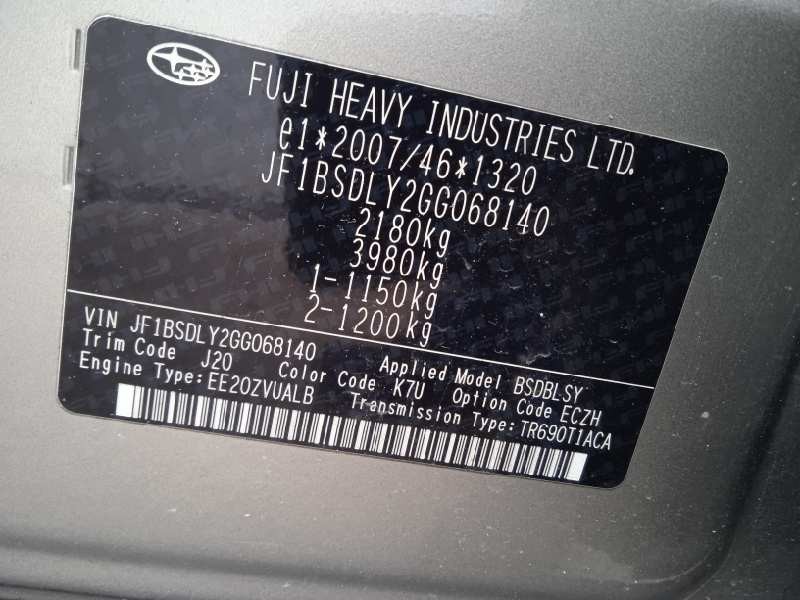 FUJI HEAVY INDUSTRIES LTD.
e1*2007/46*1320
JF1BSDLY2GG068140
2180kg
3980kg
1-1150kg
2-1200kg
VIN JF1BSDLY2GG068140 Applied Model BSDBLSY
Trim Code J20 Color Code K7U Option Code ECZH
Engine Type: EE20ZVUALB Transmission Type: TR690T1ACA